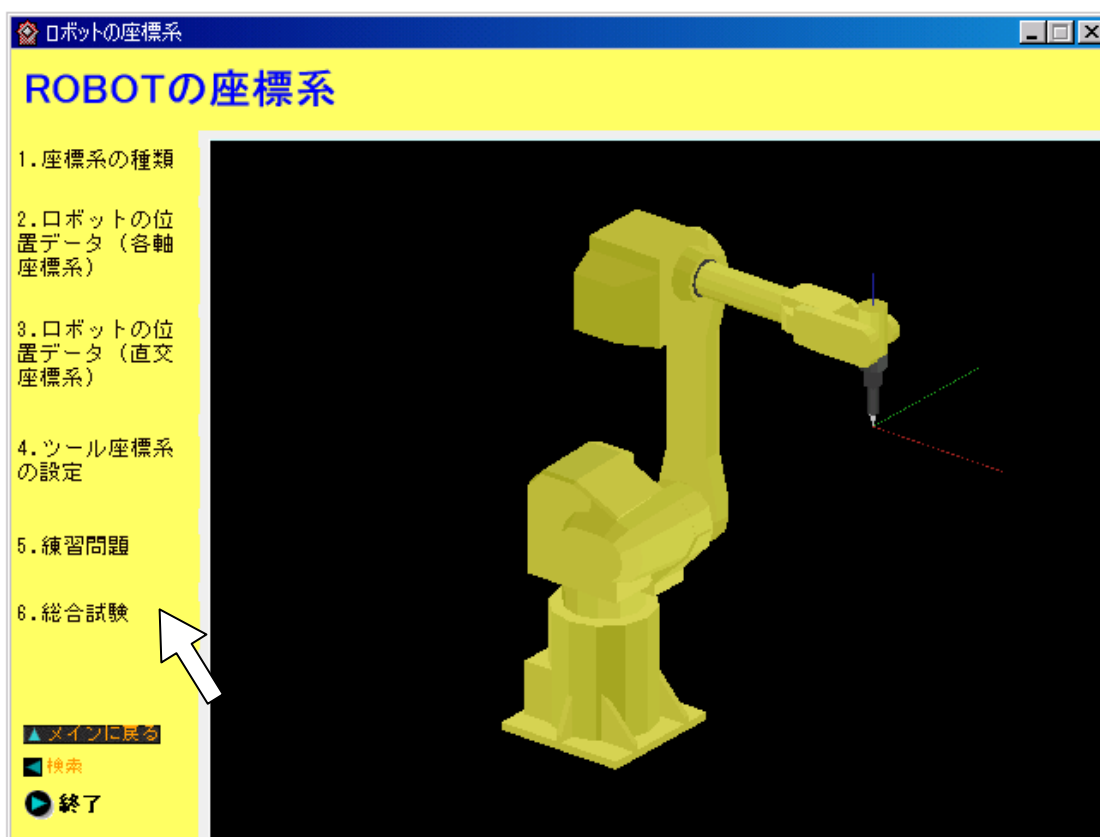 ロボットの座標系
ROBOTの座標系
1.座標系の種類
2.ロボットの位
置データ（各軸
座標系）
3.ロボットの位
置データ（直交
座標系）
4.ツール座標系
の設定
5.練習問題
6.総合試験
メインに戻る
検索
終了